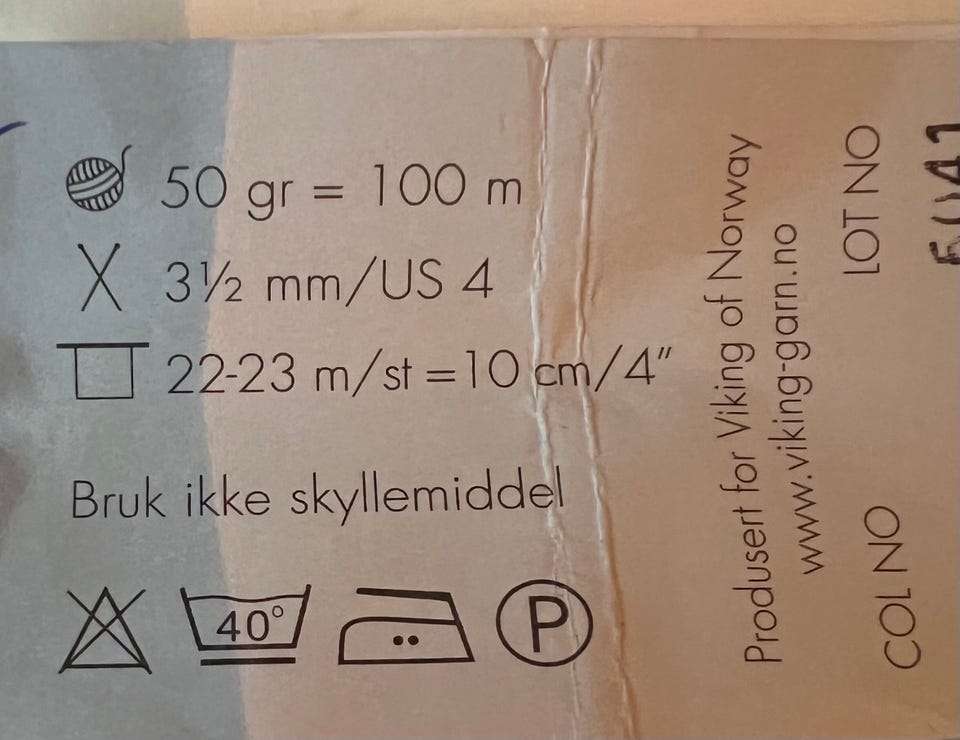 50 gr = 100 m
3½ mm/US 4
22-23 m/st =10 cm/4"
Bruk ikke skyllemiddel
40°
P
Produsert for Viking of Norway
www.viking-garn.no
COL NO
LOT NO